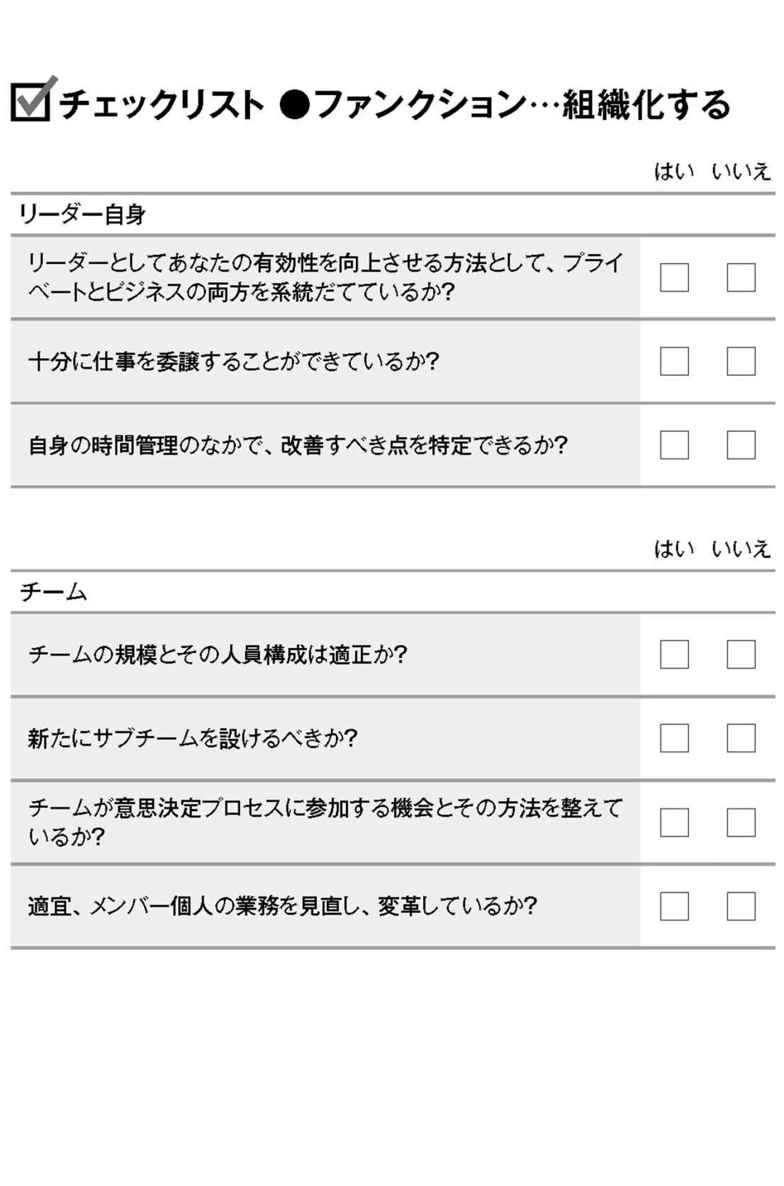 チェックリスト ●ファンクション…組織化する
はい いいえ
リーダー自身
リーダーとしてあなたの有効性を向上させる方法として、プライ
ベートとビジネスの両方を系統だてているか?
十分に仕事を委譲することができているか?
自身の時間管理のなかで、改善すべき点を特定できるか?
はい いいえ
チーム
チームの規模とその人員構成は適正か?
新たにサブチームを設けるべきか?
チームが意思決定プロセスに参加する機会とその方法を整えて
いるか?
適宜、メンバー個人の業務を見直し、変革しているか?